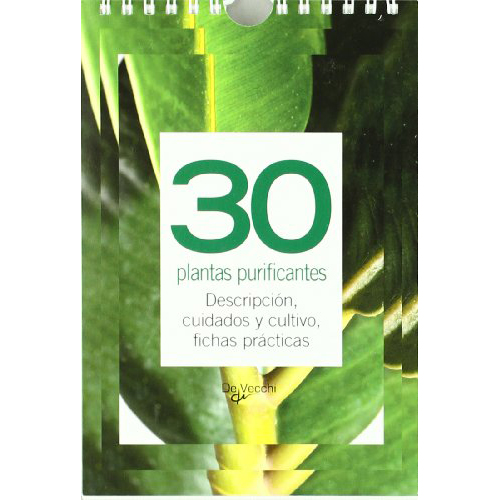 30
plantas purificantes
Descripción,
cuidados y cultivo,
fichas prácticas
De Vecchi